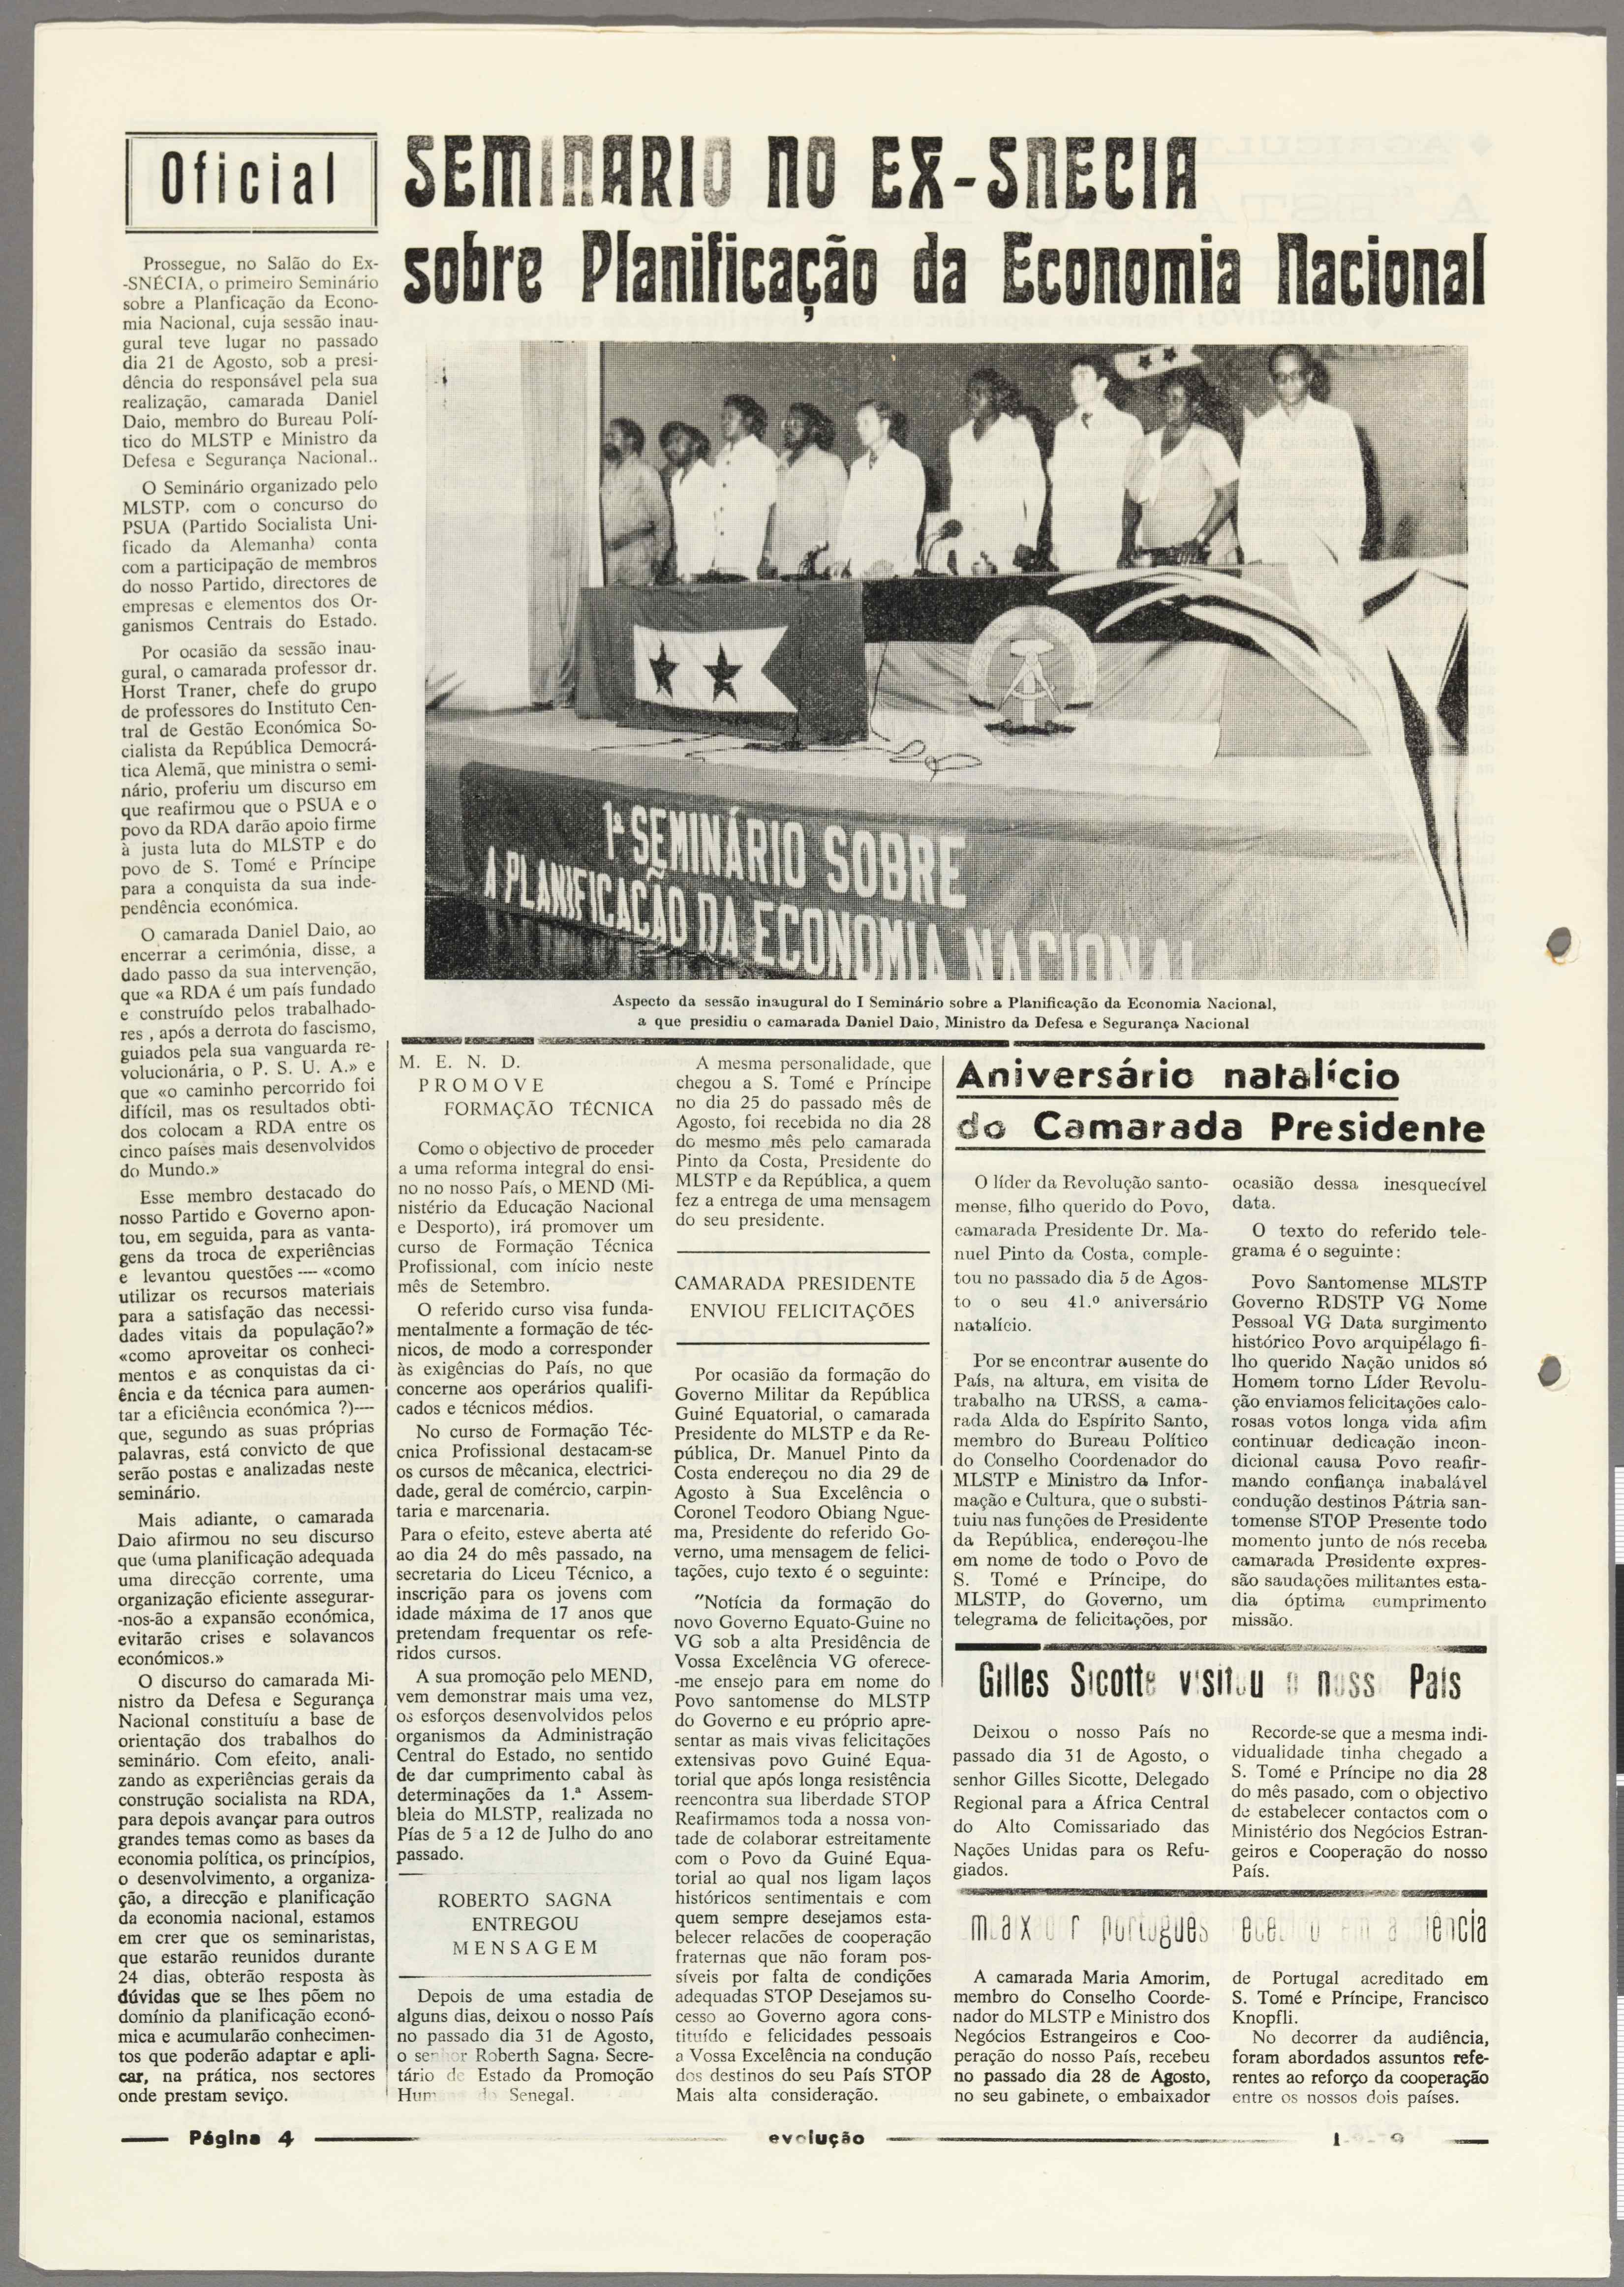 Oficial
SEMINARIO NO EX-SNECIA
sobre Planificação da Economia Nacional
Prossegue, no Salão do Ex-
-SNÉCIA, o primeiro Seminário
sobre a Planficação da Econo-
mia Nacional, cuja sessão inau-
gural teve lugar no passado
dia 21 de Agosto, sob a presi-
dência do responsável pela sua
realização, camarada Daniel
Daio, membro do Bureau Polí-
tico do MLSTP e Ministro da
Defesa e Segurança Nacional..
O Seminário organizado pelo
MLSTP, com o concurso do
PSUA (Partido Socialista Uni-
ficado da Alemanha) conta
com a participação de membros
do nosso Partido, directores de
empresas e elementos dos Or-
ganismos Centrais do Estado.
Por ocasião da sessão inau-
gural, o camarada professor dr.
Horst Traner, chefe do grupo
de professores do Instituto Cen-
tral de Gestão Económica So-
cialista da República Democrá-
tica Alemã, que ministra o semi-
nário, proferiu um discurso em
que reafirmou que o PSUA e o
povo da RDA darão apoio firme
à justa luta do MLSTP e do
povo de S. Tomé e Príncipe
para a conquista da sua inde-
pendência económica.
O camarada Daniel Daio, ao
encerrar a cerimónia, disse, a
dado passo da sua intervenção,
que «a RDA é um país fundado
e construído pelos trabalhado-
res , após a derrota do fascismo,
guiados pela sua vanguarda re-
volucionária, o P. S. U. A.» e
que «o caminho percorrido foi
difícil, mas os resultados obti-
dos colocam a RDA entre os
cinco países mais desenvolvidos
do Mundo.»
Esse membro destacado do
nosso Partido e Governo apon-
tou, em seguida, para as vanta-
gens da troca de experiências
e levantou questões --- «como
utilizar os recursos materiais
para a satisfação das necessi-
dades vitais da população?»
«como aproveitar os conheci-
mentos e as conquistas da ci-
ência e da técnica para aumen-
tar a eficiência económica ?)---
que, segundo as suas próprias
palavras, está convicto de que
serão postas e analizadas neste
seminário.
Mais adiante, o camarada
Daio afirmou no seu discurso
que (uma planificação adequada
uma direcção corrente, uma
organização eficiente assegurar-
-nos-ão a expansão económica,
evitarão crises e solavancos
económicos.»
O discurso do camarada Mi-
nistro da Defesa e Segurança
Nacional constituíu a base de
orientação dos trabalhos do
seminário. Com efeito, anali-
zando as experiências gerais da
construção socialista na RDA,
para depois avançar para outros
grandes temas como as bases da
economia política, os princípios,
o desenvolvimento, a organiza-
ção, a direcção e planificação
da economia nacional, estamos
em crer que os seminaristas,
que estarão reunidos durante
24 dias, obterão resposta às
dúvidas que se lhes põem no
domínio da planificação econó-
mica e acumularão conhecimen-
tos que poderão adaptar e apli-
car, na prática, nos sectores
onde prestam seviço.
1º SEMINÁRIO SOBRE
A PLANIFICAÇÃO DA ECONOMIA NACIONAL
Aspecto da sessão inaugural do I Seminário sobre a Planificação da Economia Nacional,
a que presidiu o camarada Daniel Daio, Ministro da Defesa e Segurança Nacional
M. E. N. D.
PROMOVE
FORMAÇÃO TÉCNICA
Como o objectivo de proceder
a uma reforma integral do ensi-
no no nosso País, o MEND (Mi-
nistério da Educação Nacional
e Desporto), irá promover um
curso de Formação Técnica
Profissional, com início neste
mês de Setembro.
O referido curso visa funda-
mentalmente a formação de téc-
nicos, de modo a corresponder
às exigências do País, no que
concerne aos operários qualifi-
cados e técnicos médios.
No curso de Formação Téc-
cnica Profissional destacam-se
os cursos de mêcanica, electrici-
dade, geral de comércio, carpin-
taria e marcenaria.
Para o efeito, esteve aberta até
ao dia 24 do mês passado, na
secretaria do Liceu Técnico, a
inscrição para os jovens com
idade máxima de 17 anos que
pretendam frequentar os refe-
ridos cursos.
A sua promoção pelo MEND,
vem demonstrar mais uma vez,
os esforços desenvolvidos pelos
organismos da Administração
Central do Estado, no sentido
de dar cumprimento cabal às
determinações da 1.ª Assem-
bleia do MLSTP, realizada no
Pías de 5 a 12 de Julho do ano
passado.
ROBERTO SAGNA
ENTREGOU
MENSAGEM
Depois de uma estadia de
alguns dias, deixou o nosso País
no passado dia 31 de Agosto,
o senhor Roberth Sagna, Secre-
tário de Estado da Promoção
do Senegal.
A mesma personalidade, que
chegou a S. Tomé e Príncipe
no dia 25 do passado mês de
Agosto, foi recebida no dia 28
do mesmo mês pelo camarada
Pinto da Costa, Presidente do
MLSTP e da República, a quem
fez a entrega de uma mensagem
do seu presidente.
CAMARADA PRESIDENTE
ENVIOU FELICITAÇÕES
Por ocasião da formação do
Governo Militar da República
Guiné Equatorial, o camarada
Presidente do MLSTP e da Re-
pública, Dr. Manuel Pinto da
Costa endereçou no dia 29 de
Agosto à Sua Excelência o
Coronel Teodoro Obiang Ngue-
ma, Presidente do referido Go-
verno, uma mensagem de felici-
tações, cujo texto é o seguinte:
"Notícia da formação do
novo Governo Equato-Guine no
VG sob a alta Presidência de
Vossa Excelência VG oferece-
-me ensejo para em nome do
Povo santomense do MLSTP
do Governo e eu próprio apre-
sentar as mais vivas felicitações
extensivas povo Guiné Equa-
torial que após longa resistência
reencontra sua liberdade STOP
Reafirmamos toda a nossa von-
tade de colaborar estreitamente
com o Povo da Guiné Equa-
torial ao qual nos ligam laços
históricos sentimentais e com
quem sempre desejamos esta-
belecer relacões de cooperação
fraternas que não foram pos-
síveis por falta de condições
adequadas STOP Desejamos su-
cesso ao Governo agora cons-
tituído e felicidades pessoais
a Vossa Excelência na condução
dos destinos do seu País STOP
Mais alta consideração.
Aniversário natalício
do Camarada Presidente
O líder da Revolução santo-
mense, filho querido do Povo,
camarada Presidente Dr. Ma-
nuel Pinto da Costa, comple-
tou no passado dia 5 de Agos-
to o seu 41.º aniversário
natalício.
Por se encontrar ausente do
País, na altura, em visita de
trabalho na URSS, a cama-
rada Alda do Espírito Santo,
membro do Bureau Político
do Conselho Coordenador do
MLSTP e Ministro da Infor-
mação e Cultura, que o substi-
tuiu nas funções de Presidente
da República, endereçou-lhe
em nome de todo o Povo de
S. Tomé e Príncipe, do
MLSTP, do Governo, um
telegrama de felicitações, por
ocasião dessa inesquecível
data.
O texto do referido tele-
grama é o seguinte:
Povo Santomense MLSTP
Governo RDSTP VG Nome
Pessoal VG Data surgimento
histórico Povo arquipélago fi-
lho querido Nação unidos só
Homem torno Líder Revolu-
ção enviamos felicitações calo-
rosas votos longa vida afim
continuar dedicação incon-
dicional causa Povo reafir-
mando confiança inabalável
condução destinos Pátria san-
tomense STOP Presente todo
momento junto de nós receba
camarada Presidente expres-
são saudações militantes esta-
dia óptima cumprimento
missão.
Gilles Sicotte visitou o nosso País
Deixou o nosso País no
passado dia 31 de Agosto, o
senhor Gilles Sicotte, Delegado
Regional para a África Central
do Alto Comissariado das
Nações Unidas para os Refu-
giados.
Recorde-se que a mesma indi-
vidualidade tinha chegado a
S. Tomé e Príncipe no dia 28
do mês pasado, com o objectivo
de estabelecer contactos com o
Ministério dos Negócios Estran-
geiros e Cooperação do nosso
País.
português em audiência
A camarada Maria Amorim,
membro do Conselho Coorde-
nador do MLSTP e Ministro dos
Negócios Estrangeiros e Coo-
peração do nosso País, recebeu
no passado dia 28 de Agosto,
no seu gabinete, o embaixador
de Portugal acreditado em
S. Tomé e Príncipe, Francisco
Knopfli.
No decorrer da audiência,
foram abordados assuntos refe-
rentes ao reforço da cooperação
entre os nossos dois países.
Página 4
evolução